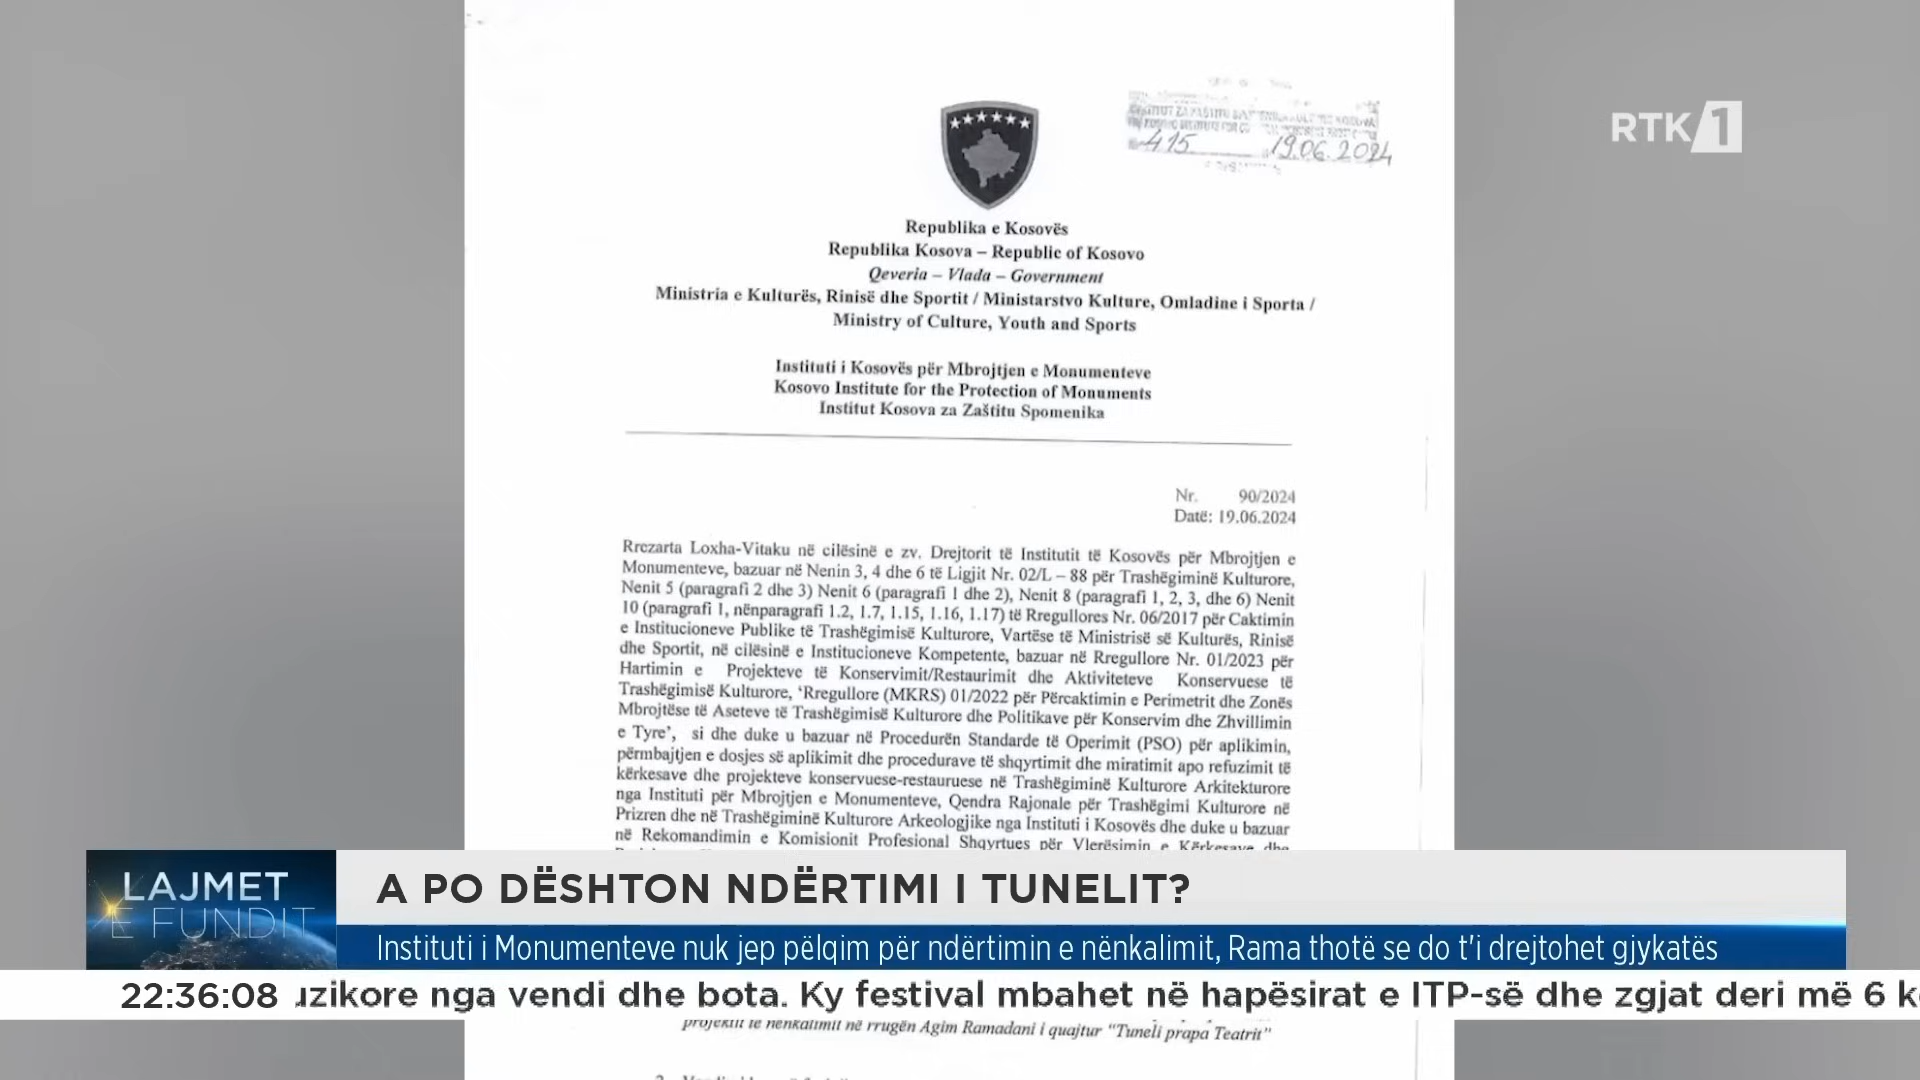 415
19.06.2024
RTK 1
Republika e Kosovës
Republika Kosova – Republic of Kosovo
Qeveria – Vlada – Government
Ministria e Kulturës, Rinisë dhe Sportit / Ministarstvo Kulture, Omladine i Sporta /
Ministry of Culture, Youth and Sports
Instituti i Kosovës për Mbrojtjen e Monumenteve
Kosovo Institute for the Protection of Monuments
Institut Kosova za Zaštitu Spomenika
Nr. 90/2024
Datë: 19.06.2024
Rrezarta Loxha-Vitaku në cilësinë e zv. Drejtorit të Institutit të Kosovës për Mbrojtjen e
Monumenteve, bazuar në Nenin 3, 4 dhe 6 të Ligjit Nr. 02/L – 88 për Trashëgiminë Kulturore,
Nenit 5 (paragrafi 2 dhe 3) Nenit 6 (paragrafi 1 dhe 2), Nenit 8 (paragrafi 1, 2, 3, dhe 6) Nenit
10 (paragrafi 1, nënparagrafi 1.2, 1.7, 1.15, 1.16, 1.17) të Rregullores Nr. 06/2017 për Caktimin
e Institucioneve Publike të Trashëgimisë Kulturore, Vartëse të Ministrisë së Kulturës, Rinisë
dhe Sportit, në cilësinë e Institucioneve Kompetente, bazuar në Rregullore Nr. 01/2023 për
Hartimin e Projekteve të Konservimit/Restaurimit dhe Aktiviteteve Konservuese të
Trashëgimisë Kulturore, ‘Rregullore (MKRS) 01/2022 për Përcaktimin e Perimetrit dhe Zonës
Mbrojtëse të Aseteve të Trashëgimisë Kulturore dhe Politikave për Konservim dhe Zhvillimin
e Tyre’, si dhe duke u bazuar në Procedurën Standarde të Operimit (PSO) për aplikimin,
përmbajtjen e dosjes së aplikimit dhe procedurave të shqyrtimit dhe miratimit apo refuzimit të
kërkesave dhe projekteve konservuese-restauruese në Trashëgiminë Kulturore Arkitekturore
nga Instituti për Mbrojtjen e Monumenteve, Qendra Rajonale për Trashëgimi Kulturore në
Prizren dhe në Trashëgiminë Kulturore Arkeologjike nga Instituti i Kosovës dhe duke u bazuar
në Rekomandimin e Komisionit Profesional Shqyrtues për Vlerësimin e Kërkesave dhe
LAJMET
E FUNDIT
A PO DËSHTON NDËRTIMI I TUNELIT?
Instituti i Monumenteve nuk jep pëlqim për ndërtimin e nënkalimit, Rama thotë se do t'i drejtohet gjykatës
22:36:08
uzikore nga vendi dhe bota. Ky festival mbahet në hapësirat e ITP-së dhe zgjat deri më 6 k
projektit të nënkalimit në rrugën Agim Ramadani i quajtur “Tuneli prapa Teatrit”